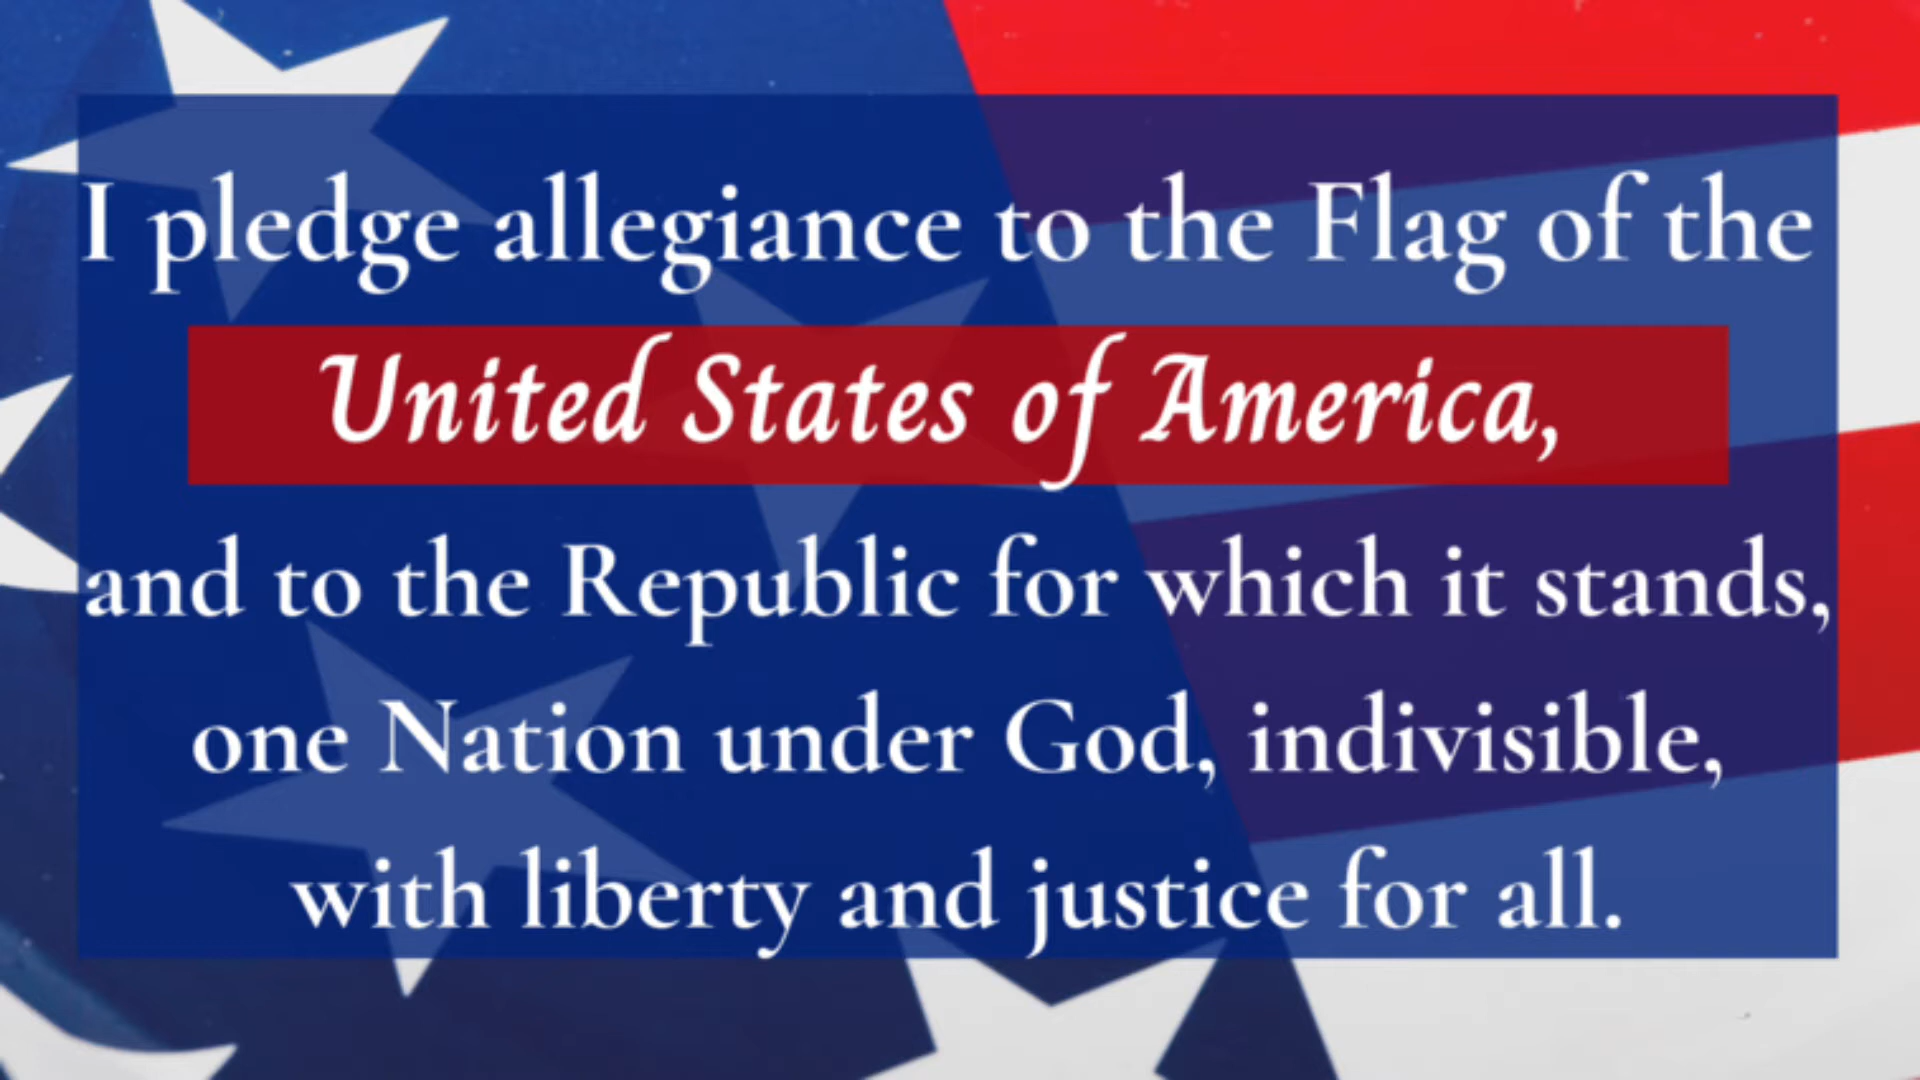 I pledge allegiance to the Flag of the
United States of America,
and to the Republic for which it stands,
one Nation under God, indivisible,
with liberty and justice for all.